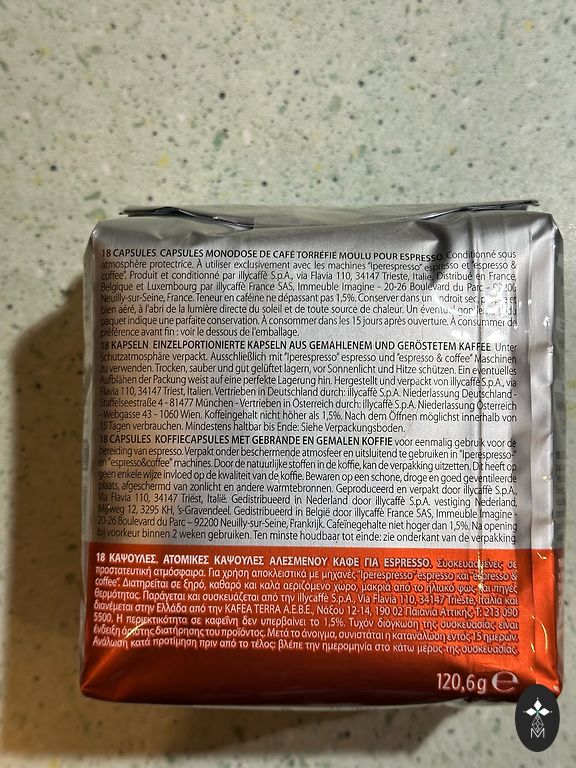 18 CAPSULES CAPSULES MONODOSE DE CAFÉ TORRÉFIÉ MOULU POUR ESPRESSO Conditionné sous
atmosphère protectrice. À utiliser exclusivement avec les machines "Iperespresso" espresso et "espresso &
coffee". Produit et conditionné par illycaffè S.p.A., via Flavia 110, 34147 Trieste, Italie. Distribué en France,
Belgique et Luxembourg par illycaffè France SAS, Immeuble Imagine - 20-26 Boulevard du Parc - 92200
Neuilly-sur-Seine, France. Teneur en caféine ne dépassant pas 1,5%. Conserver dans un endroit sec, et
bien aéré, à l'abri de la lumière directe du soleil et de toute source de chaleur. Un éventuel du
paquet indique une parfaite conservation. À consommer dans les 15 jours après ouverture. À consommer de
préférence avant fin : voir le dessous de l'emballage.
18 KAPSELN EINZELPORTIONIERTE KAPSELN AUS GEMAHLENEM UND GERÖSTETEM KAFFEE. Unter
Schutzatmosphäre verpackt. Ausschließlich mit "Iperespresso" espresso und "espresso & coffee" Maschinen
zu verwenden. Trocken, sauber und gut gelüftet lagern, vor Sonnenlicht und Hitze schützen. Ein eventuelles
Aufblähen der Packung weist auf eine perfekte Lagerung hin. Hergestellt und verpackt von illycaffè S.p.A., via
Flavia 110, 34147 Triest, Italien. Vertrieben in Deutschland durch: illycaffè S.p.A. Niederlassung Deutschland -
Staffelseestraße 4 - 81477 München - Vertrieben in Österreich durch: illycaffè S.p.A. Niederlassung Österreich
- Webgasse 43 - 1060 Wien. Koffeingehalt nicht höher als 1,5%. Nach dem Öffnen möglichst innerhalb von
15 Tagen verbrauchen. Mindestens haltbar bis Ende: Siehe Verpackungsboden.
18 CAPSULES KOFFIECAPSULES MET GEBRANDE EN GEMALEN KOFFIE voor eenmalig gebruik voor de
bereiding van espresso. Verpakt onder beschermende atmosfeer en uitsluitend te gebruiken in "Iperespresso"-
en "espresso&coffee" machines. Door de natuurlijke stoffen in de koffie, kan de verpakking uitzetten. Dit heeft op
geen enkele wijze invloed op de kwaliteit van de koffie. Bewaren op een schone, droge en goed geventileerde
plaats, afgeschermd van zonlicht en andere warmtebronnen. Geproduceerd en verpakt door illycaffè S.p.A.,
Via Flavia 110, 34147 Triëst, Italië. Gedistribueerd in Nederland door illycaffè S.p.A. vestiging Nederland,
Mijlweg 12, 3295 KH, 's-Gravendeel. Gedistribueerd in België door illycaffè France SAS, Immeuble Imagine -
20-26 Boulevard du Parc – 92200 Neuilly-sur-Seine, Frankrijk. Cafeïnegehalte niet hoger dan 1,5%. Na opening
bij voorkeur binnen 2 weken gebruiken. Ten minste houdbaar tot einde: zie onderkant van de verpakking
18 ΚΑΨΟΥΛΕΣ. ΑΤΟΜΙΚΕΣ ΚΑΨΟΥΛΕΣ ΑΛΕΣΜΕΝΟΥ ΚΑΦΕ ΓΙΑ ESPRESSO. Συσκευασμένες σε
προστατευτική ατμόσφαιρα. Για χρήση αποκλειστικά με μηχανές "Iperespresso" espresso και "espresso &
coffee". Διατηρείται σε ξηρό, καθαρό και καλά αεριζόμενο χώρο, μακριά από το ηλιακό φως και πηγές
θερμότητας. Παράγεται και συσκευάζεται από την illycaffè S.p.A., Via Flavia 110, 34147 Trieste, Ιταλία και
διανέμεται στην Ελλάδα από την KAFEA TERRA A.E.B.E., Νάξου 12-14, 190 02 Παιανία Αττικής, Τ: 213 030
5500. Η περιεκτικότητα σε καφεΐνη δεν υπερβαίνει το 1,5%. Τυχόν διόγκωση της συσκευασίας είναι
ένδειξη άριστης διατήρησης του προϊόντος. Μετά το άνοιγμα, συνιστάται η κατανάλωση εντός 15 ημερών.
Ανάλωση κατά προτίμηση πριν από το τέλος: βλέπε την ημερομηνία στο κάτω μέρος της συσκευασίας.
120,6g ℮
M